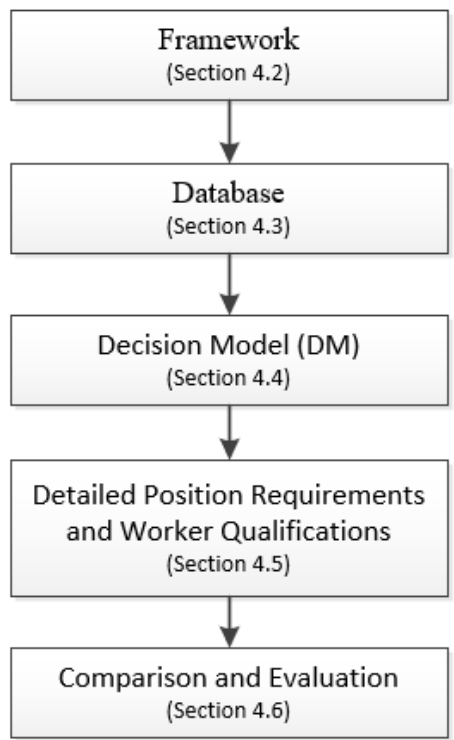 Framework
(Section 4.2)
Database
(Section 4.3)
Decision Model (DM)
(Section 4.4)
Detailed Position Requirements
and Worker Qualifications
(Section 4.5)
Comparison and Evaluation
(Section 4.6)